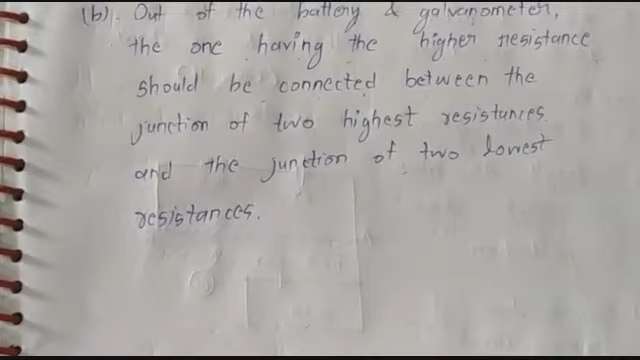 (b). Out of the battery & galvanometer,
the one having the higher resistance
should be connected between the
junction of two highest resistances
and the junction of two lowest
resistances.